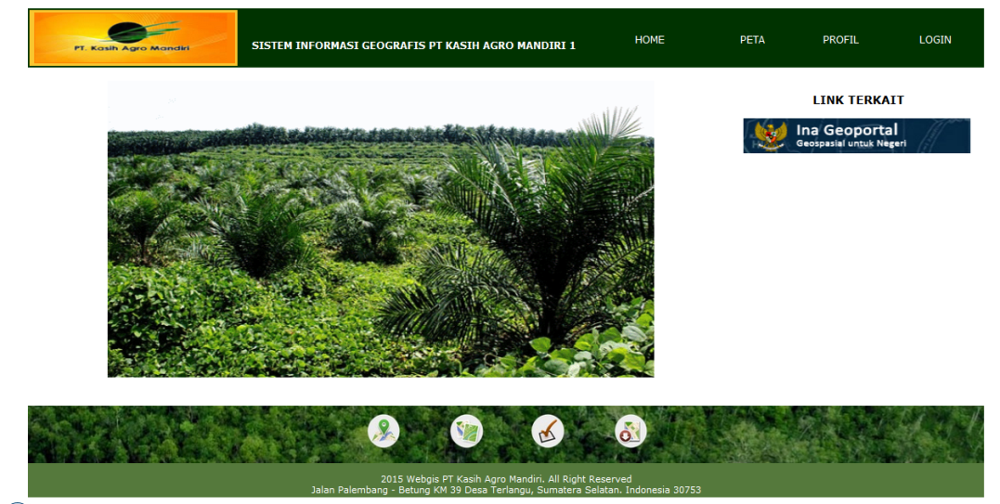 PT. Kasih Agro Mandiri
SISTEM INFORMASI GEOGRAFIS PT KASIH AGRO MANDIRI 1
HOME
PETA
PROFIL
LOGIN
LINK TERKAIT
Ina Geoportal
Geospasial untuk Negeri
2015 Webgis PT Kasih Agro Mandiri. All Right Reserved
Jalan Palembang - Betung KM 39 Desa Terlangu, Sumatera Selatan. Indonesia 30753